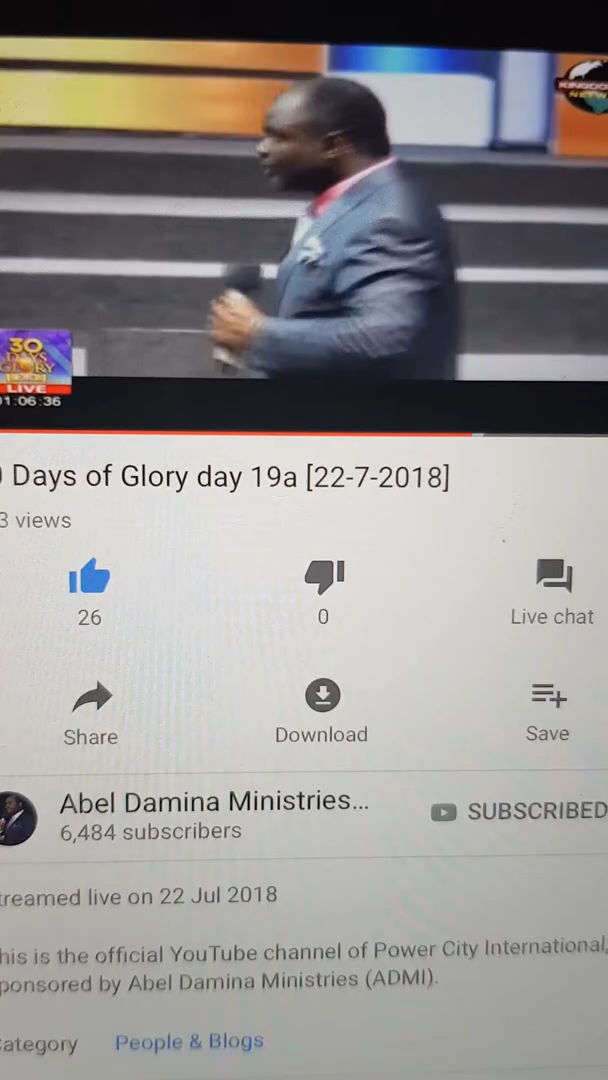 30
DAYS
GLORY
LIVE
01:06:36
Days of Glory day 19a [22-7-2018]
3 views
26
0
Live chat
Share
Download
Save
Abel Damina Ministries...
6,484 subscribers
SUBSCRIBED
treamed live on 22 Jul 2018
his is the official YouTube channel of Power City International,
ponsored by Abel Damina Ministries (ADMI).
ategory
People & Blogs